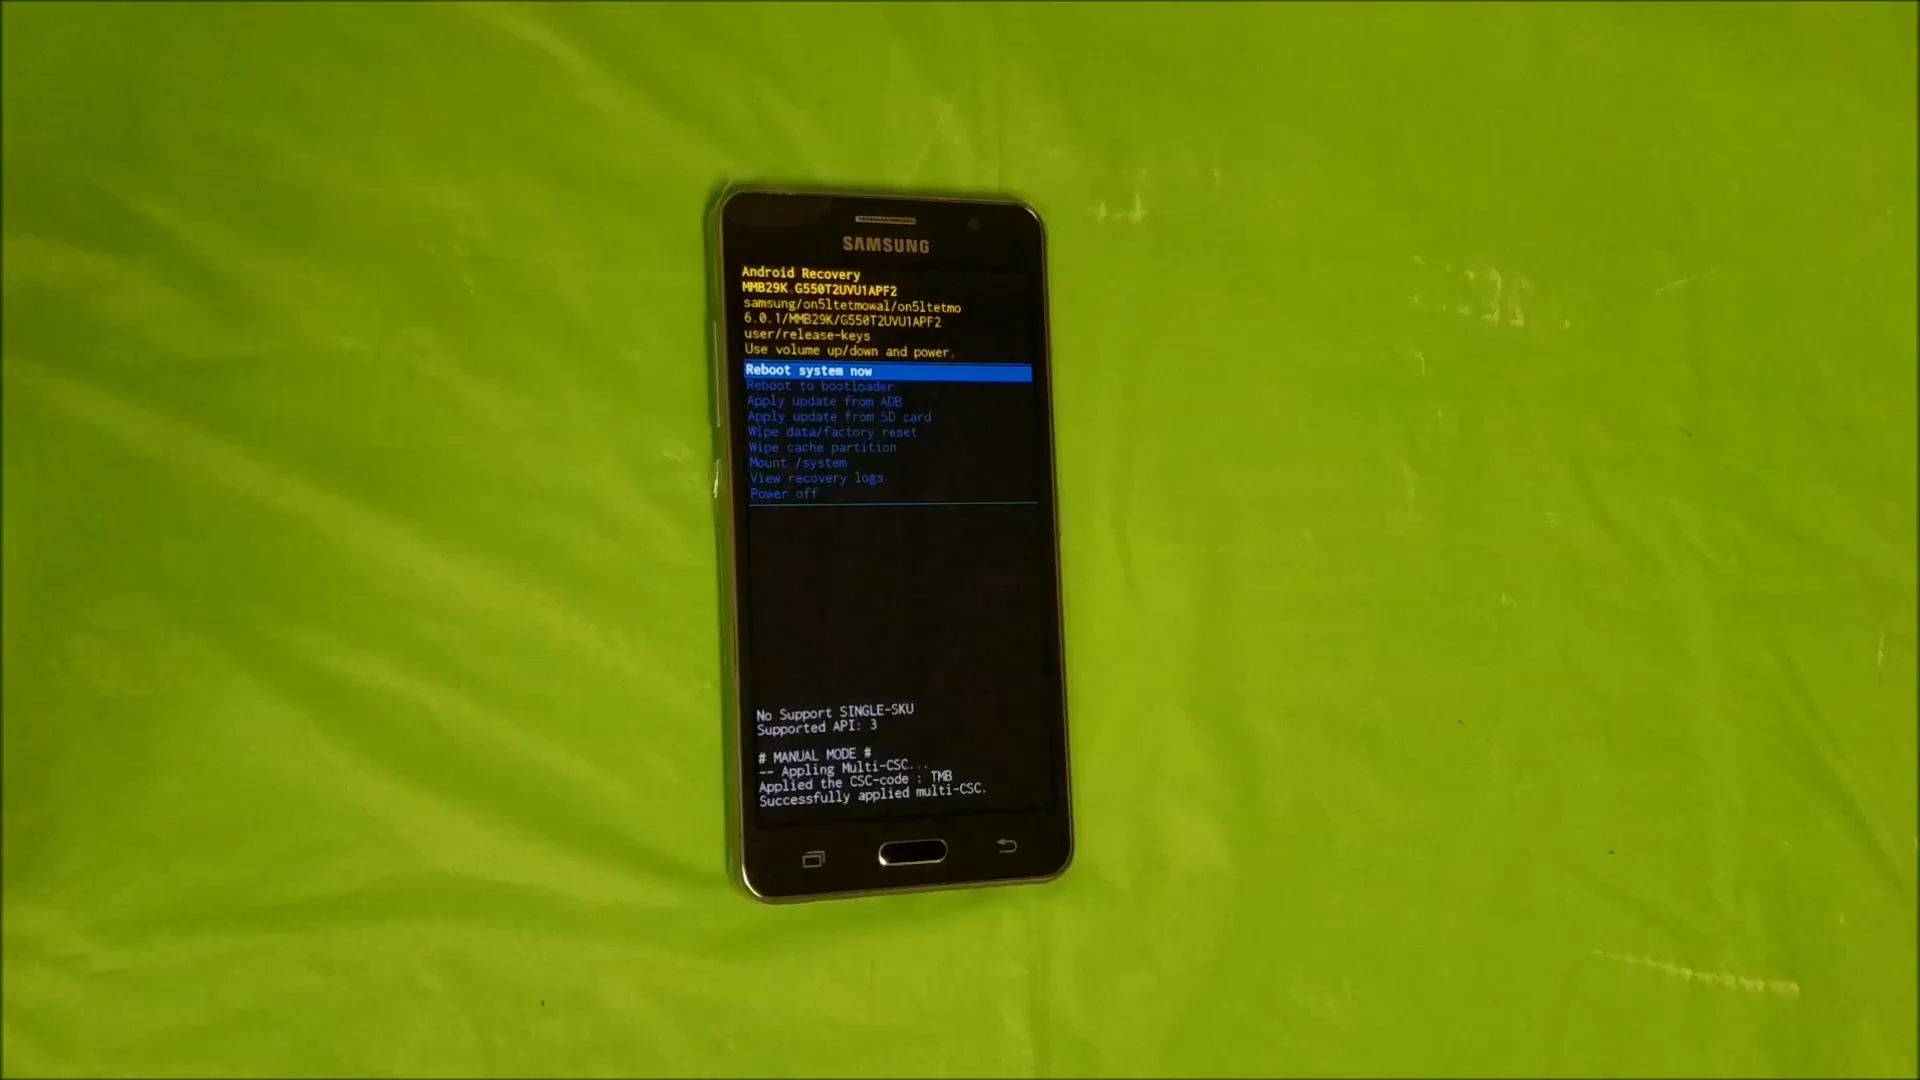 SAMSUNG
Android Recovery
MMB29K.G550T2UVU1APF2
samsung/on5ltetmowal/on5ltetmo
6.0.1/MMB29K/G550T2UVU1APF2
user/release-keys
Use volume up/down and power.
Reboot system now
Reboot to bootloader
Apply update from ADB
Apply update from SD card
Wipe data/factory reset
Wipe cache partition
Mount /system
View recovery logs
Power off
No Support SINGLE-SKU
Supported API: 3
# MANUAL MODE #
-- Appling Multi-CSC...
Applied the CSC-code : TMB
Successfully applied multi-CSC.